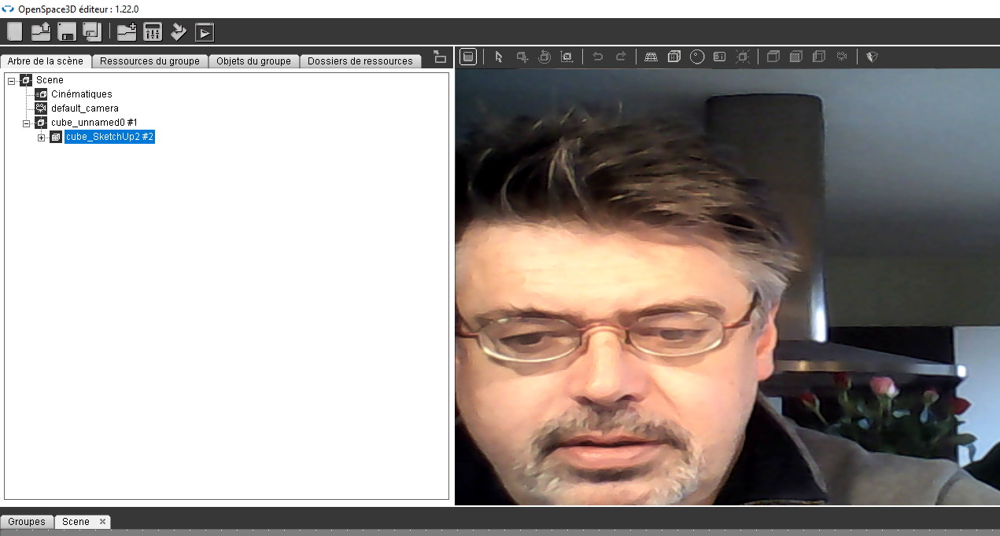 OpenSpace3D éditeur : 1.22.0
Arbre de la scène Ressources du groupe Objets du groupe Dossiers de ressources
Scene
Cinématiques
default_camera
cube_unnamed0 #1
cube_SketchUp2 #2
Groupes Scene